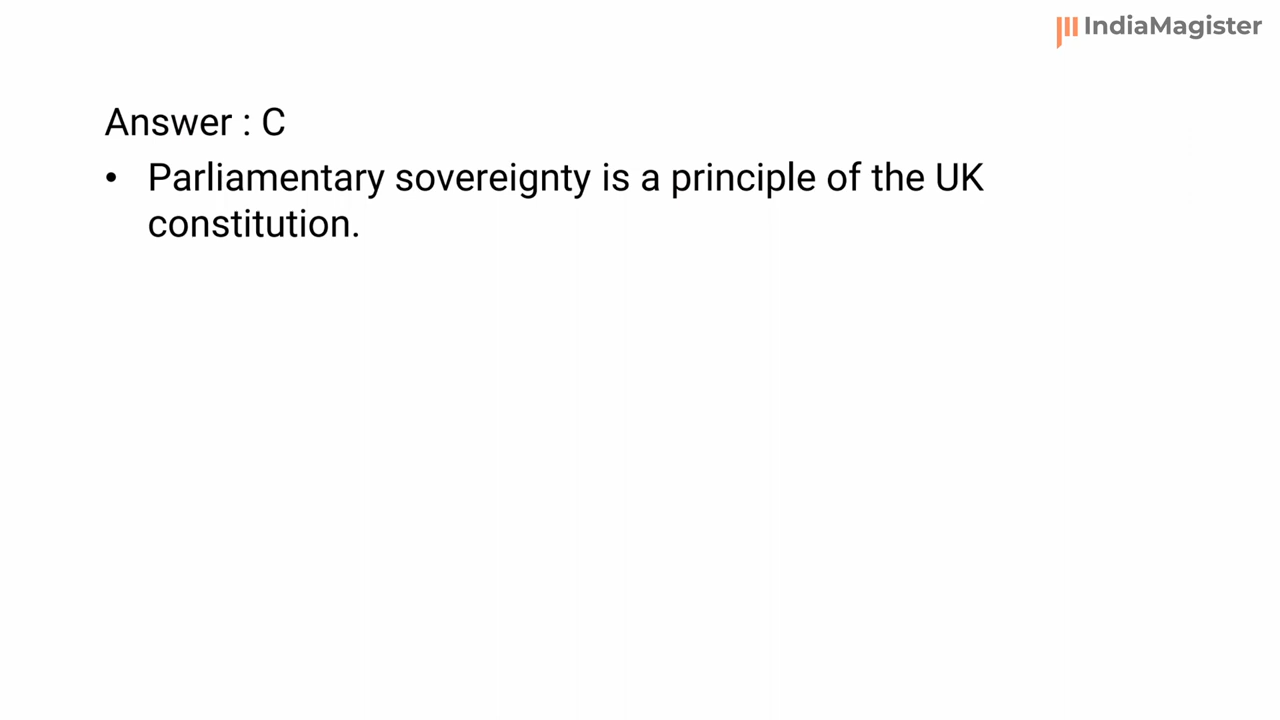 IndiaMagister
Answer : C
• Parliamentary sovereignty is a principle of the UK
constitution.